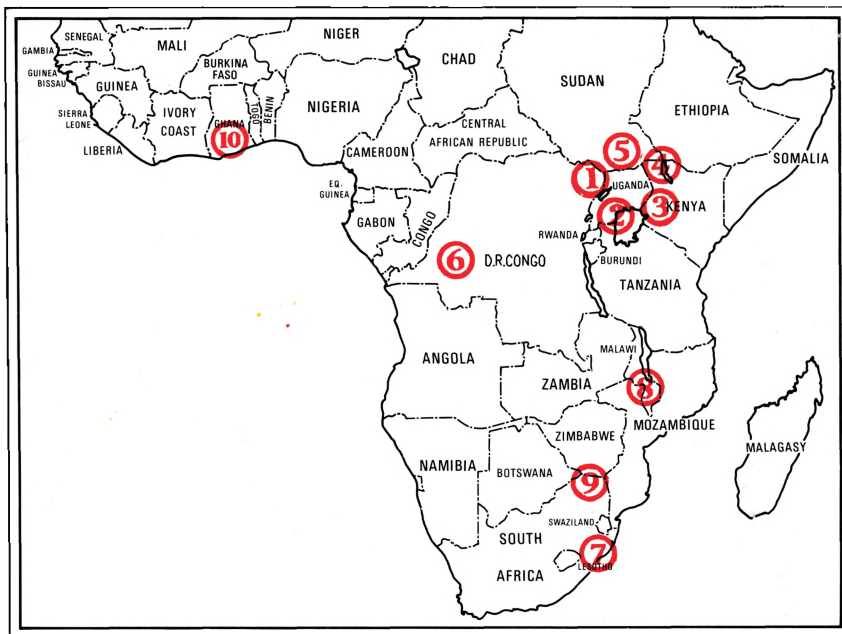 SENEGAL
MALI
NIGER
CHAD
SUDAN
GAMBIA
BURKINA
FASO
GUINEA
BISSAU
GUINEA
NIGERIA
ETHIOPIA
SIERRA
LEONE
IVORY
COAST
GHANA
TOGO
BENIN
10
CENTRAL
AFRICAN REPUBLIC
LIBERIA
CAMEROON
5
SOMALIA
4
1
UGANDA
EQ.
GUINEA
GABON
CONGO
2
3
KENYA
RWANDA
6
D.R.CONGO
BURUNDI
TANZANIA
ANGOLA
MALAWI
ZAMBIA
8
MOZAMBIQUE
ZIMBABWE
MALAGASY
NAMIBIA
BOTSWANA
9
SWAZILAND
SOUTH
AFRICA
7
LESOTHO